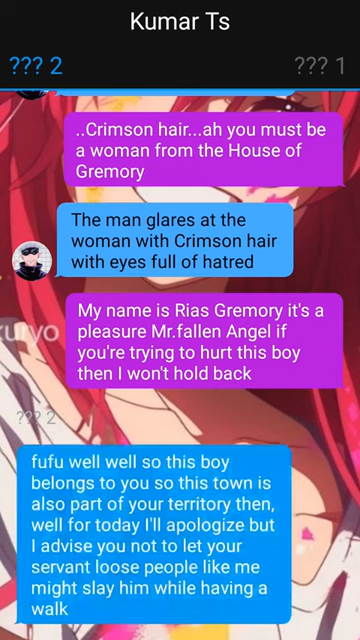 Kumar Ts
??? 2
??? 1
..Crimson hair...ah you must be
a woman from the House of
Gremory
The man glares at the
woman with Crimson hair
with eyes full of hatred
My name is Rias Gremory it's a
pleasure Mr.fallen Angel if
you're trying to hurt this boy
then I won't hold back
kuryo
??? 2
fufu well well so this boy
belongs to you so this town is
also part of your territory then,
well for today I'll apologize but
I advise you not to let your
servant loose people like me
might slay him while having a
walk